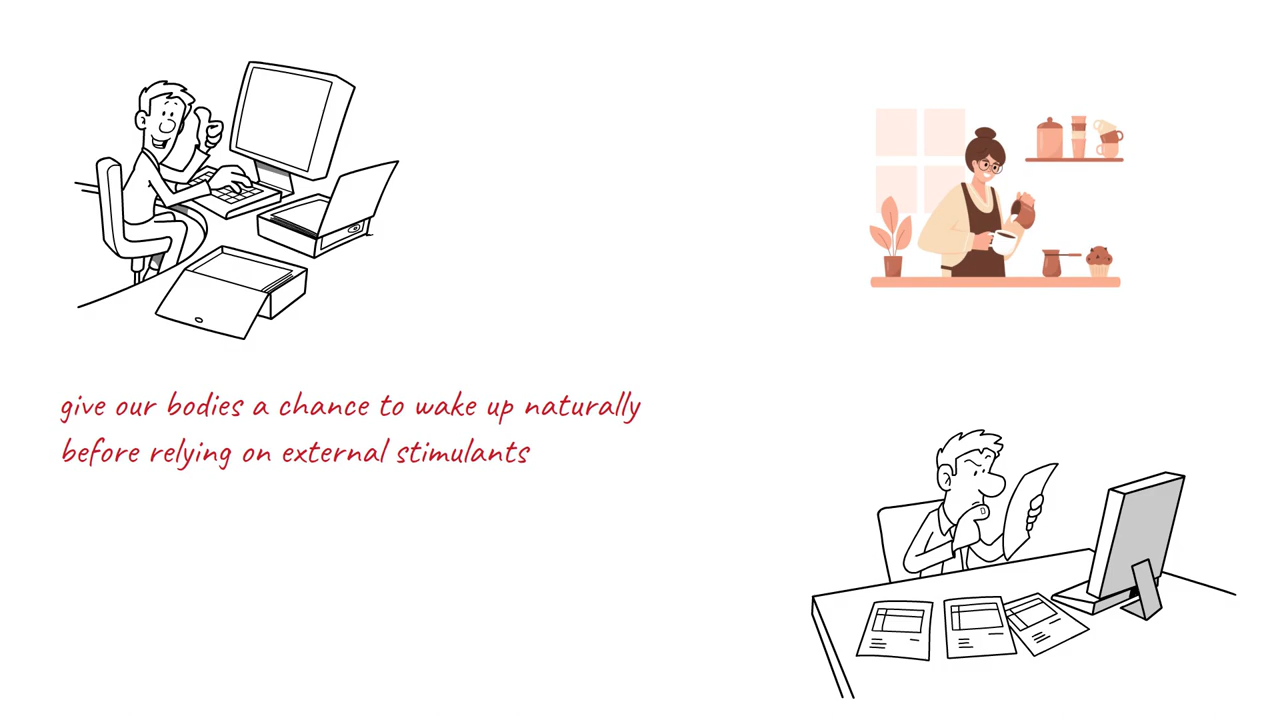 give our bodies a chance to wake up naturally
before relying on external stimulants